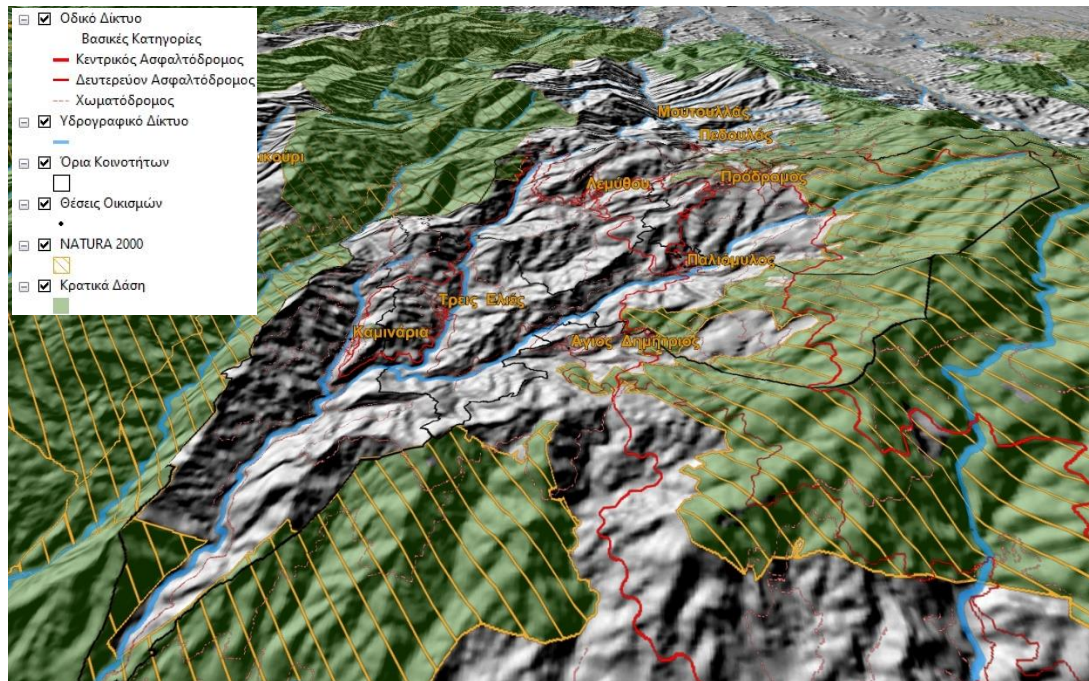 Οδικό Δίκτυο
Βασικές Κατηγορίες
Κεντρικός Ασφαλτόδρομος
Δευτερεύον Ασφαλτόδρομος
Χωματόδρομος
Υδρογραφικό Δίκτυο
Όρια Κοινοτήτων
Θέσεις Οικισμών
NATURA 2000
Κρατικά Δάση
Μουτουλλάς
Πεδουλάς
Λεμύθου
Πρόδρομος
Παλιόμυλος
Τρεις Ελιές
Καμινάρια
Άγιος Δημήτριος